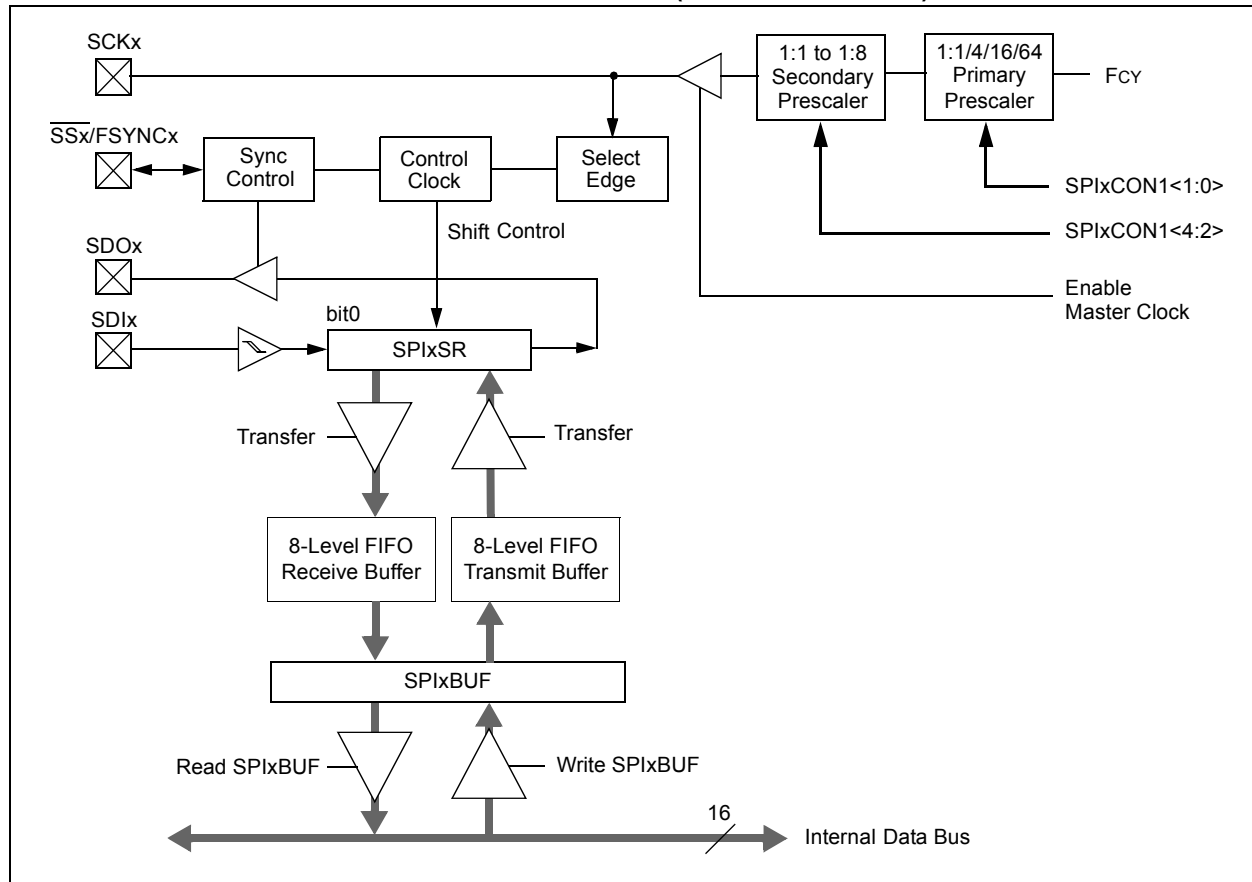 SCKx
1:1 to 1:8
Secondary
Prescaler
1:1/4/16/64
Primary
Prescaler
FCY
SSx/FSYNCx
Sync
Control
Control
Clock
Select
Edge
SPIxCON1<1:0>
Shift Control
SPIxCON1<4:2>
SDOx
Enable
Master Clock
SDIx
bit0
SPIxSR
Transfer
Transfer
8-Level FIFO
Receive Buffer
8-Level FIFO
Transmit Buffer
SPIxBUF
Read SPIxBUF
Write SPIxBUF
16
Internal Data Bus